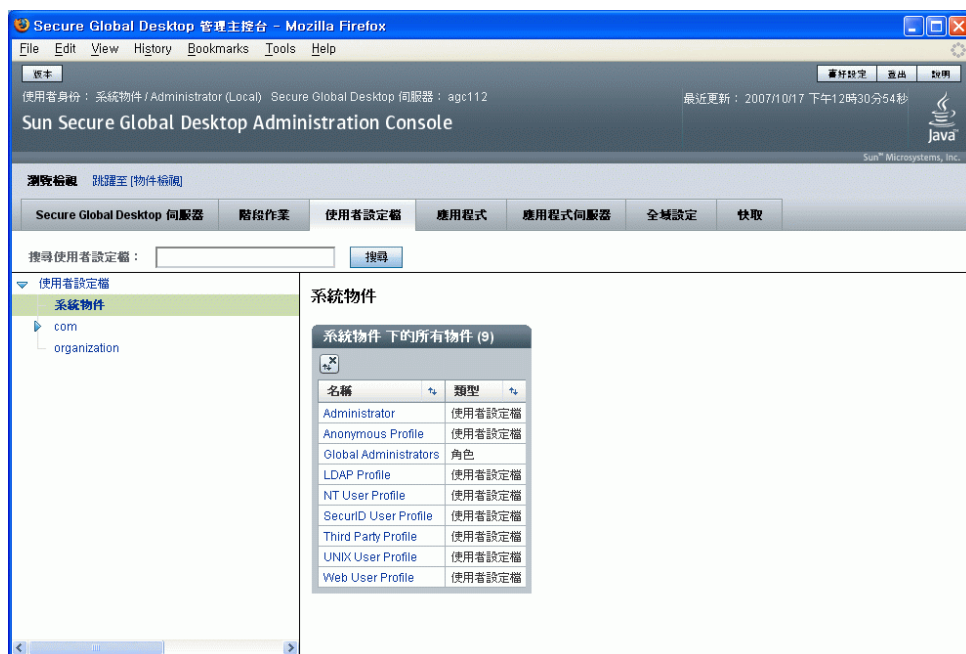 Secure Global Desktop 管理主控台 - Mozilla Firefox
File Edit View History Bookmarks Tools Help
版本
喜好設定 登出 說明
使用者身份： 系統物件 / Administrator (Local) Secure Global Desktop 伺服器： agc112
最近更新： 2007/10/17 下午12時30分54秒
Sun Secure Global Desktop Administration Console
Java
Sun™ Microsystems, Inc.
瀏覽檢視 跳躍至 [物件檢視]
Secure Global Desktop 伺服器 階段作業 使用者設定檔 應用程式 應用程式伺服器 全域設定 快取
搜尋使用者設定檔： 搜尋
使用者設定檔
系統物件
com
organization
系統物件
系統物件 下的所有物件 (9)
名稱 類型
Administrator 使用者設定檔
Anonymous Profile 使用者設定檔
Global Administrators 角色
LDAP Profile 使用者設定檔
NT User Profile 使用者設定檔
SecurID User Profile 使用者設定檔
Third Party Profile 使用者設定檔
UNIX User Profile 使用者設定檔
Web User Profile 使用者設定檔